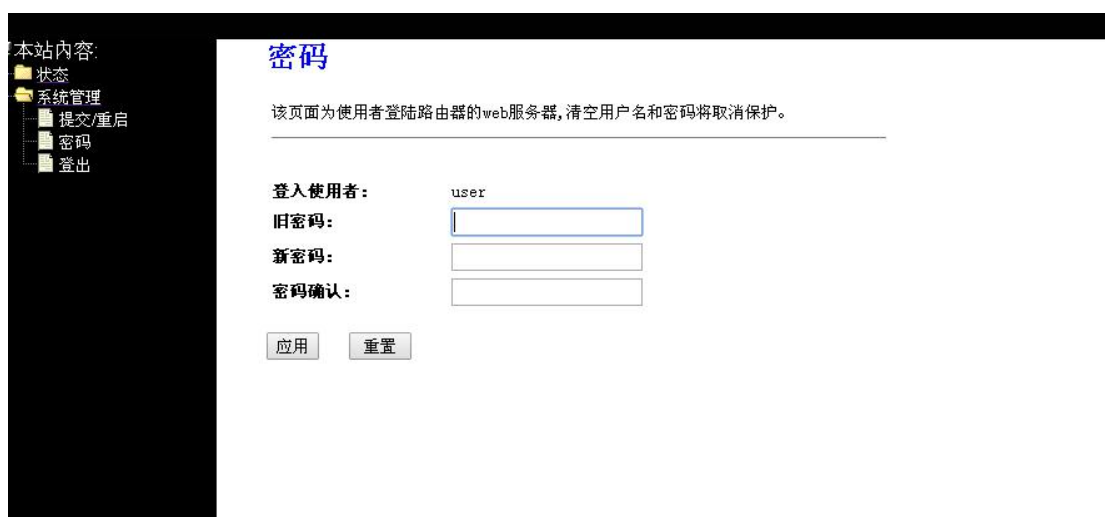 本站内容:
状态
系统管理
提交/重启
密码
登出
密码
该页面为使用者登陆路由器的web服务器,清空用户名和密码将取消保护。
登入使用者: user
旧密码:
新密码:
密码确认:
应用 重置